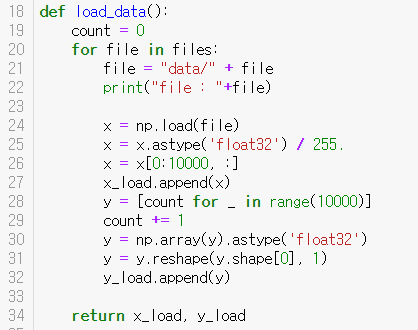 18 def load_data():
19     count = 0
20     for file in files:
21         file = "data/" + file
22         print("file : "+file)
23
24         x = np.load(file)
25         x = x.astype('float32') / 255.
26         x = x[0:10000, :]
27         x_load.append(x)
28         y = [count for _ in range(10000)]
29         count += 1
30         y = np.array(y).astype('float32')
31         y = y.reshape(y.shape[0], 1)
32         y_load.append(y)
33
34     return x_load, y_load